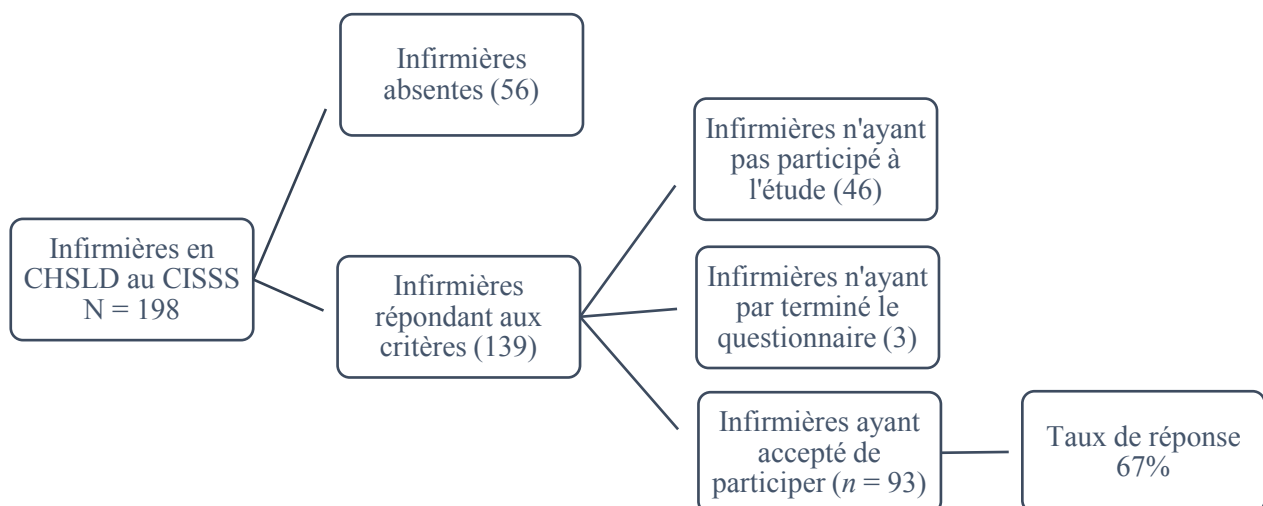 Infirmières
absentes (56)
Infirmières en
CHSLD au CISSS
N = 198
Infirmières
répondant aux
critères (139)
Infirmières n'ayant
pas participé à
l'étude (46)
Infirmières n'ayant
par terminé le
questionnaire (3)
Infirmières ayant
accepté de
participer (n = 93)
Taux de réponse
67%